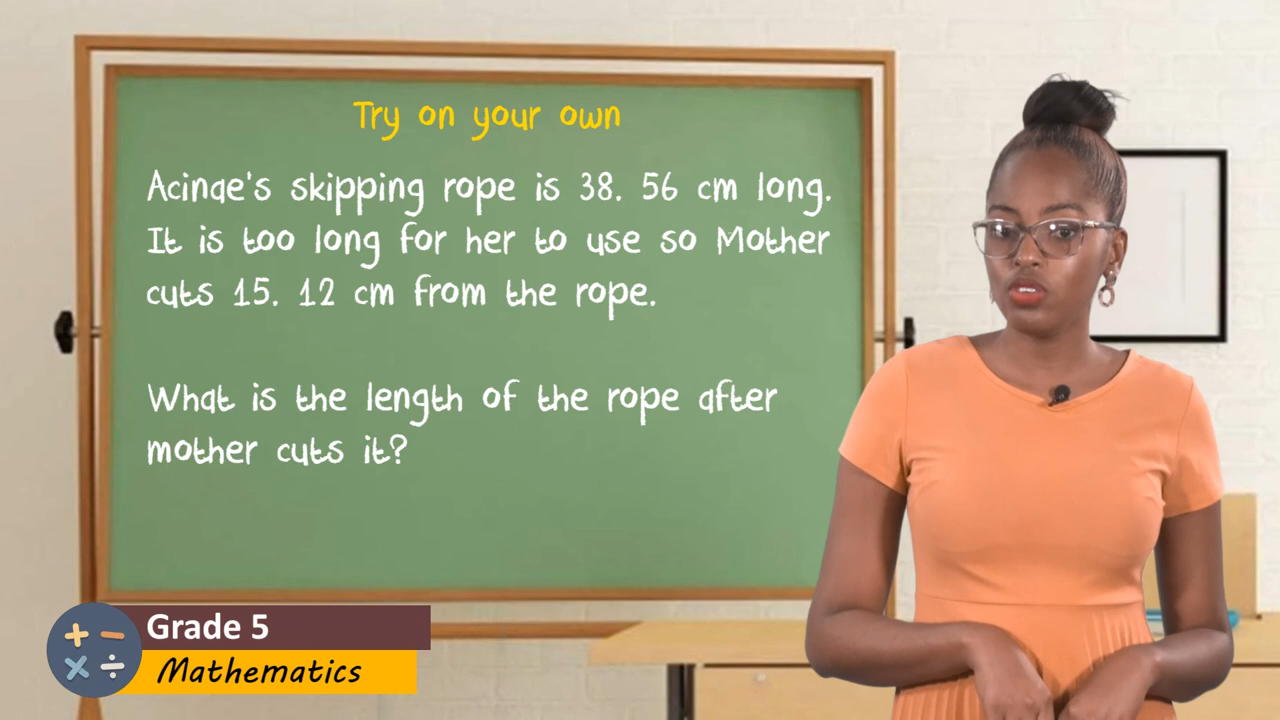 Try on your own
Acinae's skipping rope is 38. 56 cm long.
It is too long for her to use so Mother
cuts 15. 12 cm from the rope.
What is the length of the rope after
mother cuts it?
Grade 5
Mathematics